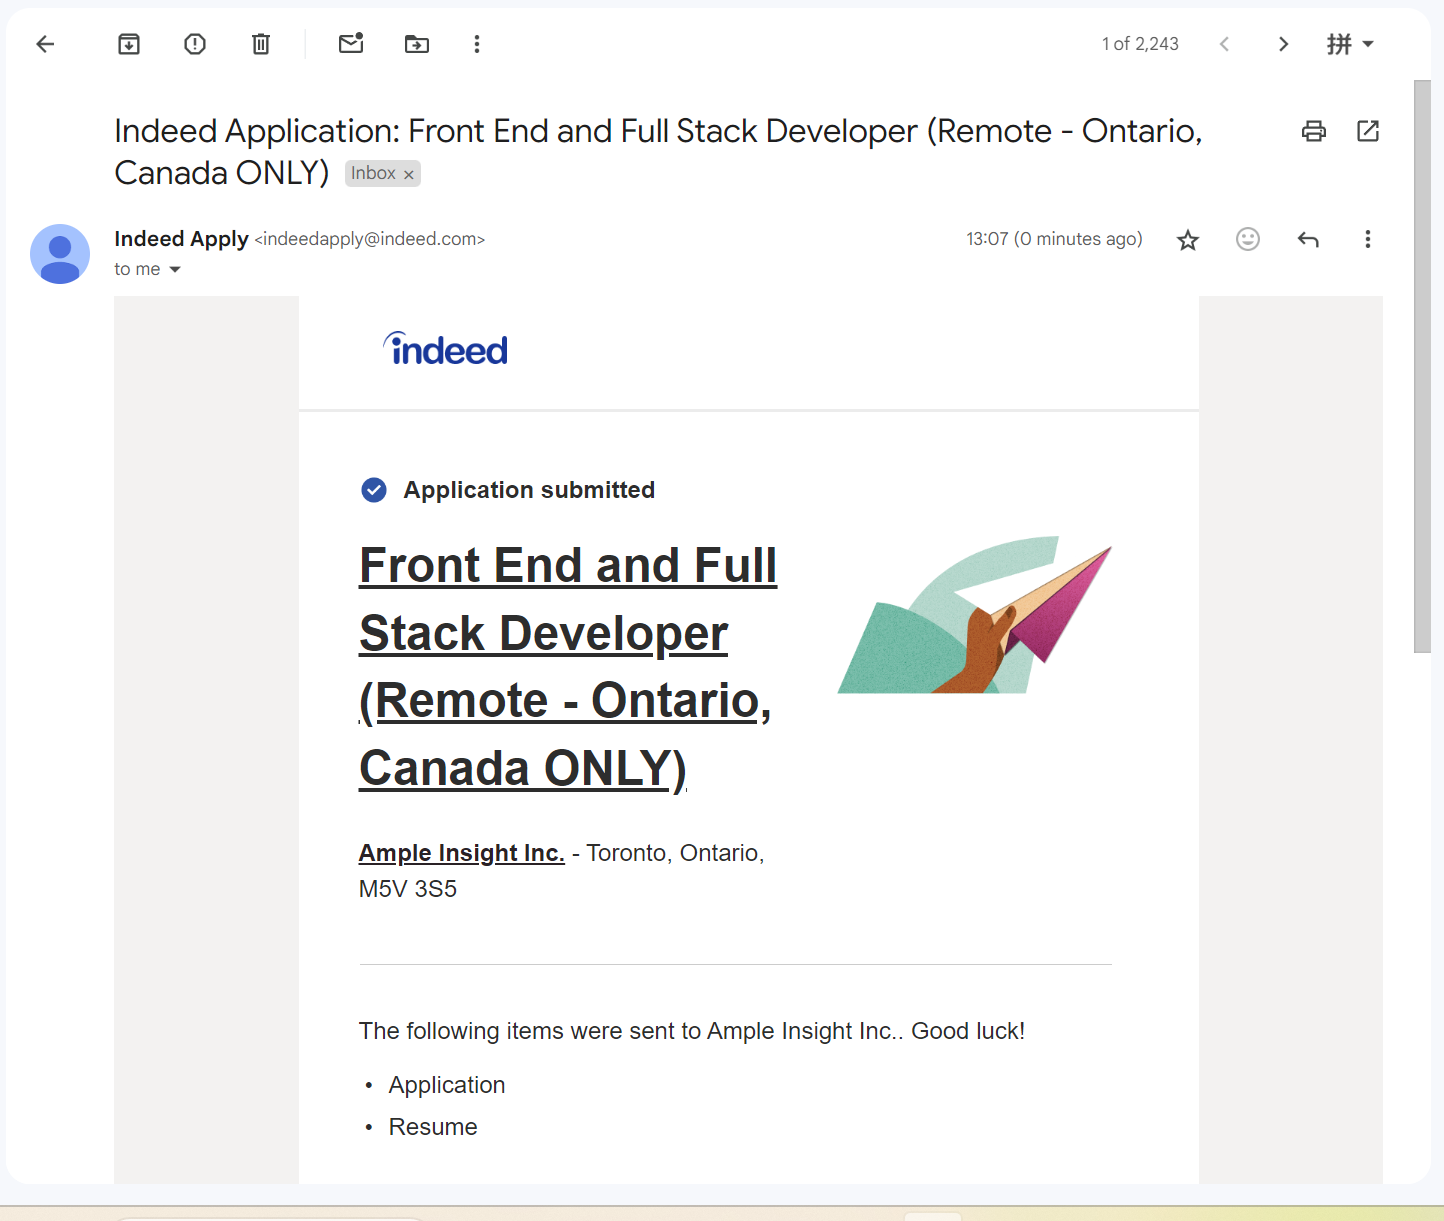 1 of 2,243
拼
Indeed Application: Front End and Full Stack Developer (Remote - Ontario,
Canada ONLY) Inbox ×
Indeed Apply <indeedapply@indeed.com> 13:07 (0 minutes ago)
to me
indeed
Application submitted
Front End and Full
Stack Developer
(Remote - Ontario,
Canada ONLY)
Ample Insight Inc. - Toronto, Ontario,
M5V 3S5
The following items were sent to Ample Insight Inc.. Good luck!
• Application
• Resume